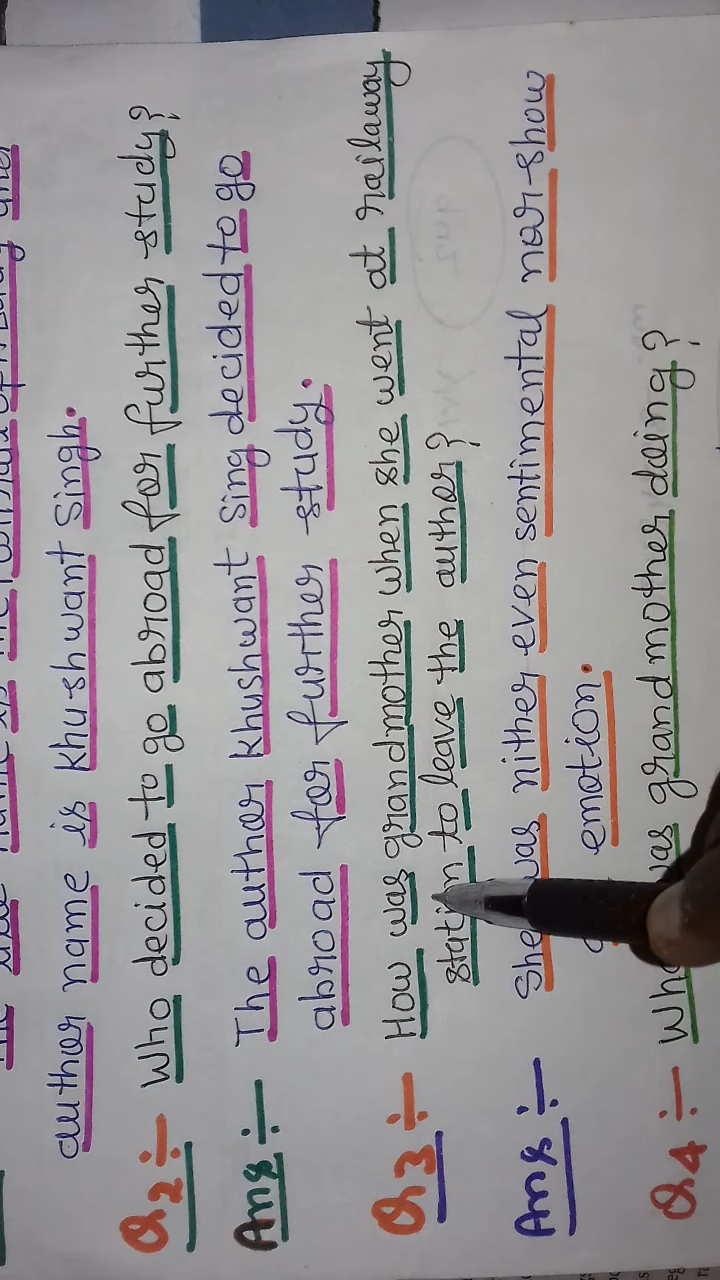 author name is Khushwant Singh.
Q2 :- Who decided to go abroad for further study?
Ans :- The author Khushwant Sing decided to go
abroad for further study.
Q3 :- How was grandmother when she went at railaway
station to leave the author?
Ans :- She was nither even sentimental nor show
emotion.
Q4 :- was grandmother doing?